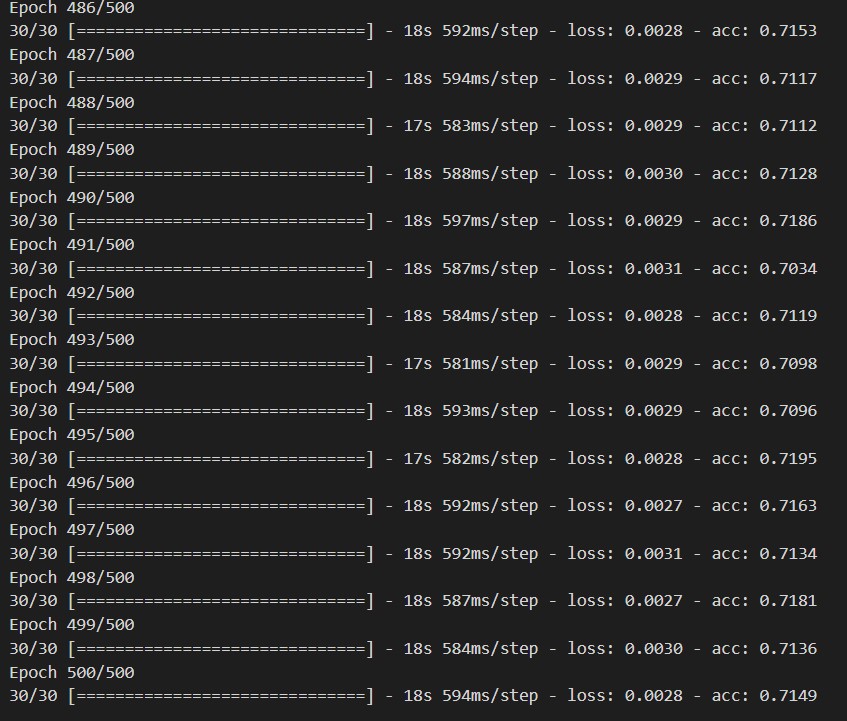 Epoch 486/500
30/30 [==============================] - 18s 592ms/step - loss: 0.0028 - acc: 0.7153
Epoch 487/500
30/30 [==============================] - 18s 594ms/step - loss: 0.0029 - acc: 0.7117
Epoch 488/500
30/30 [==============================] - 17s 583ms/step - loss: 0.0029 - acc: 0.7112
Epoch 489/500
30/30 [==============================] - 18s 588ms/step - loss: 0.0030 - acc: 0.7128
Epoch 490/500
30/30 [==============================] - 18s 597ms/step - loss: 0.0029 - acc: 0.7186
Epoch 491/500
30/30 [==============================] - 18s 587ms/step - loss: 0.0031 - acc: 0.7034
Epoch 492/500
30/30 [==============================] - 18s 584ms/step - loss: 0.0028 - acc: 0.7119
Epoch 493/500
30/30 [==============================] - 17s 581ms/step - loss: 0.0029 - acc: 0.7098
Epoch 494/500
30/30 [==============================] - 18s 593ms/step - loss: 0.0029 - acc: 0.7096
Epoch 495/500
30/30 [==============================] - 17s 582ms/step - loss: 0.0028 - acc: 0.7195
Epoch 496/500
30/30 [==============================] - 18s 592ms/step - loss: 0.0027 - acc: 0.7163
Epoch 497/500
30/30 [==============================] - 18s 592ms/step - loss: 0.0031 - acc: 0.7134
Epoch 498/500
30/30 [==============================] - 18s 587ms/step - loss: 0.0027 - acc: 0.7181
Epoch 499/500
30/30 [==============================] - 18s 584ms/step - loss: 0.0030 - acc: 0.7136
Epoch 500/500
30/30 [==============================] - 18s 594ms/step - loss: 0.0028 - acc: 0.7149